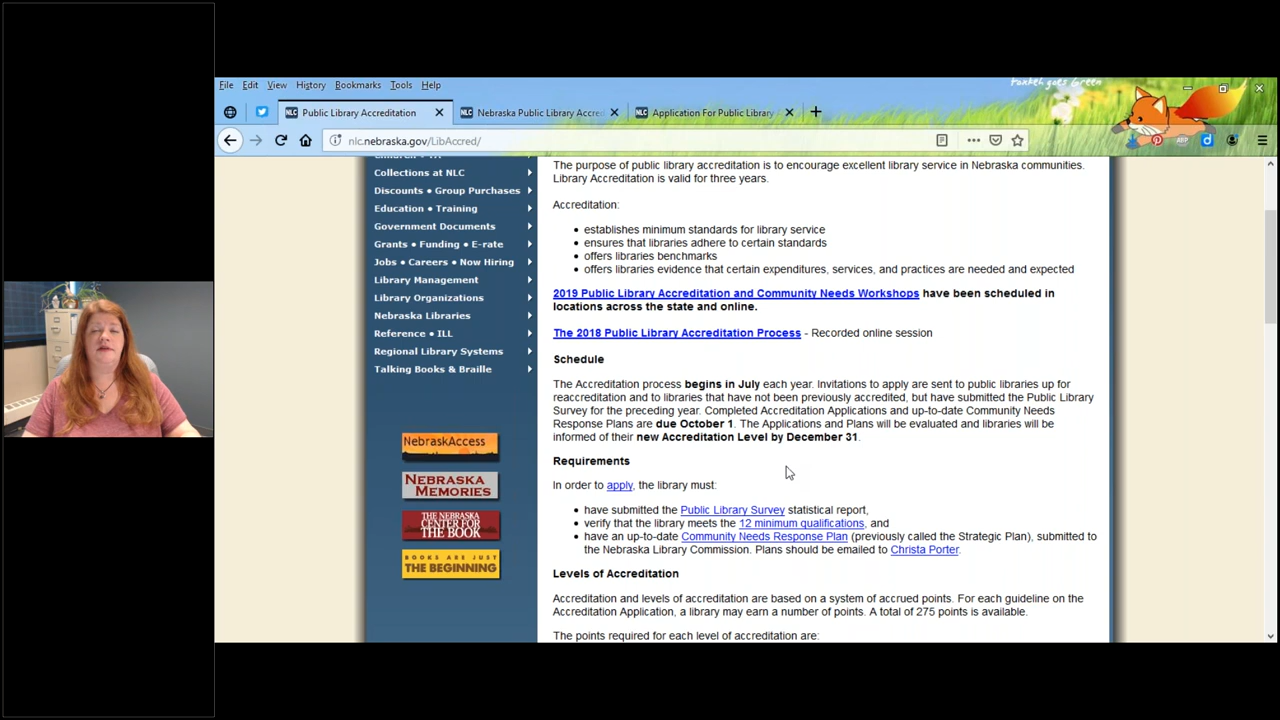 Foxkeh goes Green
File Edit View History Bookmarks Tools Help
NLC Public Library Accreditation × NLC Nebraska Public Library Accre × NLC Application For Public Library × +
nlc.nebraska.gov/LibAccred/
Collections at NLC
Discounts • Group Purchases
Education • Training
Government Documents
Grants • Funding • E-rate
Jobs • Careers • Now Hiring
Library Management
Library Organizations
Nebraska Libraries
Reference • ILL
Regional Library Systems
Talking Books & Braille
NebraskAccess
NEBRASKA
MEMORIES
THE NEBRASKA
CENTER FOR
THE BOOK
BOOKS ARE JUST
THE BEGINNING
The purpose of public library accreditation is to encourage excellent library service in Nebraska communities.
Library Accreditation is valid for three years.
Accreditation:
• establishes minimum standards for library service
• ensures that libraries adhere to certain standards
• offers libraries benchmarks
• offers libraries evidence that certain expenditures, services, and practices are needed and expected
2019 Public Library Accreditation and Community Needs Workshops have been scheduled in
locations across the state and online.
The 2018 Public Library Accreditation Process - Recorded online session
Schedule
The Accreditation process begins in July each year. Invitations to apply are sent to public libraries up for
reaccreditation and to libraries that have not been previously accredited, but have submitted the Public Library
Survey for the preceding year. Completed Accreditation Applications and up-to-date Community Needs
Response Plans are due October 1. The Applications and Plans will be evaluated and libraries will be
informed of their new Accreditation Level by December 31.
Requirements
In order to apply, the library must:
• have submitted the Public Library Survey statistical report,
• verify that the library meets the 12 minimum qualifications, and
• have an up-to-date Community Needs Response Plan (previously called the Strategic Plan), submitted to
the Nebraska Library Commission. Plans should be emailed to Christa Porter.
Levels of Accreditation
Accreditation and levels of accreditation are based on a system of accrued points. For each guideline on the
Accreditation Application, a library may earn a number of points. A total of 275 points is available.
The points required for each level of accreditation are: